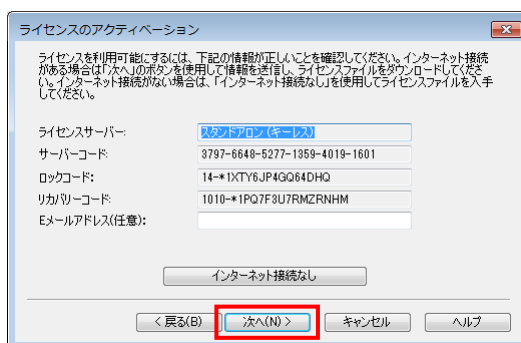 ライセンスのアクティベーション
ライセンスを利用可能にするには、下記の情報が正しいことを確認してください。インターネット接続
がある場合は「次へ」のボタンを使用して情報を送信し、ライセンスファイルをダウンロードしてくださ
い。インターネット接続がない場合は、「インターネット接続なし」を使用してライセンスファイルを入手
してください。
ライセンスサーバー: スタンドアロン (キーレス)
サーバーコード: 3797-6648-5277-1359-4019-1601
ロックコード: 14-*1XTY6JP4GQ64DHQ
リカバリーコード: 1010-*1PQ7F3U7RMZRNHM
Eメールアドレス(任意):
インターネット接続なし
< 戻る(B) 次へ(N) > キャンセル ヘルプ